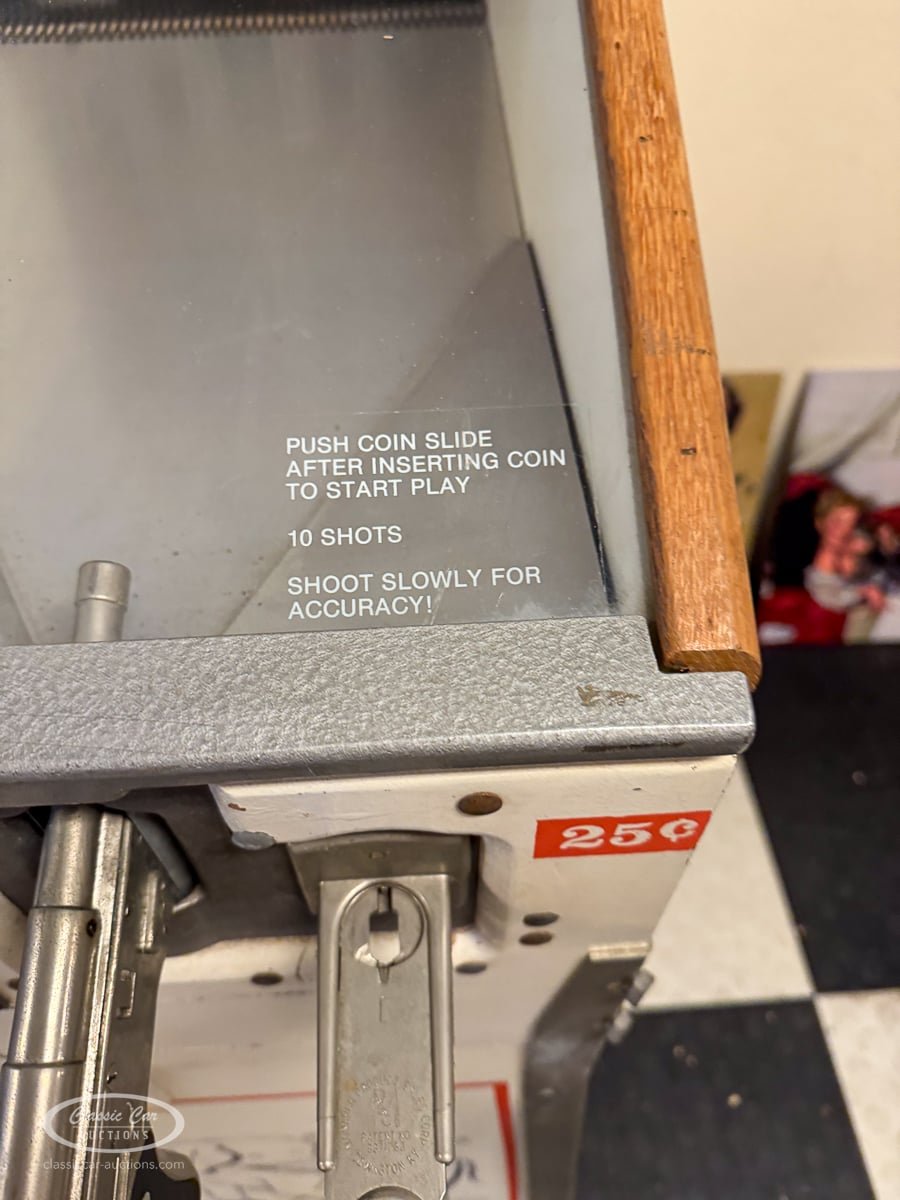 PUSH COIN SLIDE
AFTER INSERTING COIN
TO START PLAY
10 SHOTS
SHOOT SLOWLY FOR
ACCURACY!
25¢
Classic Car
AUCTIONS
classiccar-auctions.com